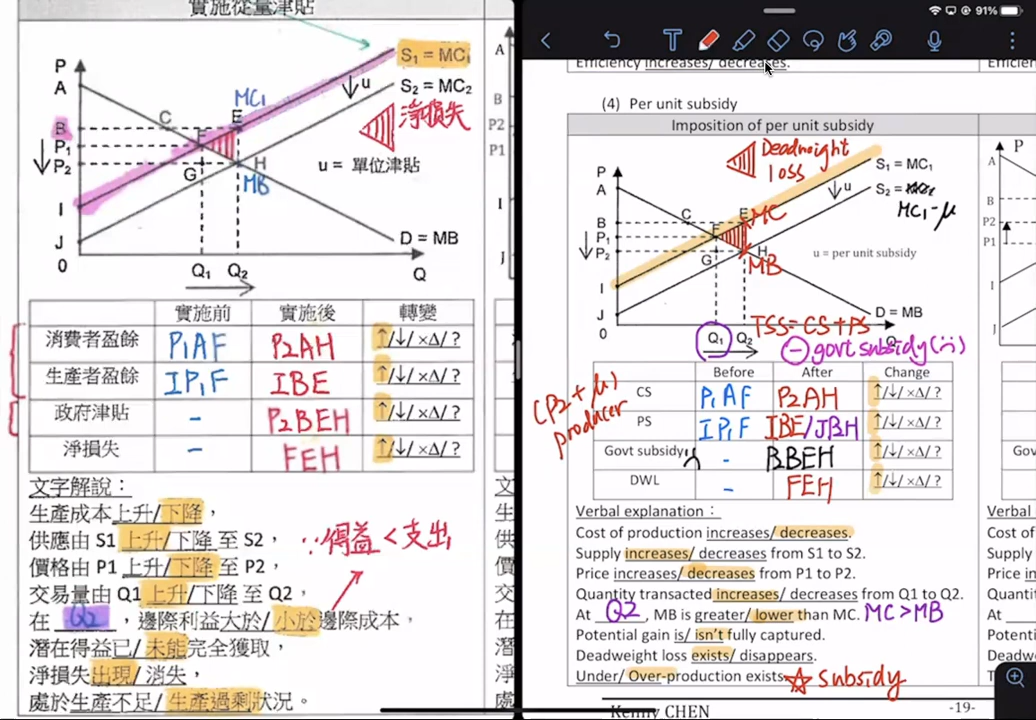 實施從量津貼
P
A
B
P₁
P₂
I
J
0
C
MC₁
E
F
G
H
MB
S₁ = MC₁
↓u
S₂ = MC₂
淨損失
u = 單位津貼
D = MB
Q₁
Q₂
Q
實施前 實施後 轉變
消費者盈餘 P₁AF P₂AH ↑/↓/ ×Δ/ ?
生產者盈餘 IP₁F IBE ↑/↓/ ×Δ/ ?
政府津貼 - P₂BEH ↑/↓/ ×Δ/ ?
淨損失 - FEH ↑/↓/ ×Δ/ ?
文字解說:
生產成本上升/下降,
供應由 S1 上升/下降 至 S2,
價格由 P1 上升/下降至 P2,
交易量由 Q1 上升/下降至 Q2,
在 Q2,邊際利益大於/ 小於邊際成本,
潛在得益已/ 未能完全獲取,
淨損失出現/ 消失,
處於生產不足/ 生產過剩狀況。
∵得益 < 支出
A
B
P2
P1
91%
Efficiency increases/ decreases.
(4) Per unit subsidy
Imposition of per unit subsidy
Deadweight
loss
P
A
B
P₁
P₂
I
J
0
C
E
MC
F
G
H
MB
S₁ = MC₁
↓u
S₂ =
MC₁-μ
u = per unit subsidy
D = MB
Q₁
Q₂
TSS = CS + PS
- govt subsidy
Before After Change
CS P₁AF P₂AH ↑/↓/ ×Δ/ ?
PS IP₁F IBE/JP₂H ↑/↓/ ×Δ/ ?
Govt subsidy - P₂BEH ↑/↓/ ×Δ/ ?
DWL - FEH ↑/↓/ ×Δ/ ?
(P2 + μ)
producer
Verbal explanation:
Cost of production increases/ decreases.
Supply increases/ decreases from S1 to S2.
Price increases/ decreases from P1 to P2.
Quantity transacted increases/ decreases from Q1 to Q2.
At Q2, MB is greater/ lower than MC. MC > MB
Potential gain is/ isn't fully captured.
Deadweight loss exists/ disappears.
Under/ Over-production exists ☆ subsidy
Kenny CHEN
-19-
P
A
B
P2
P1
I
J